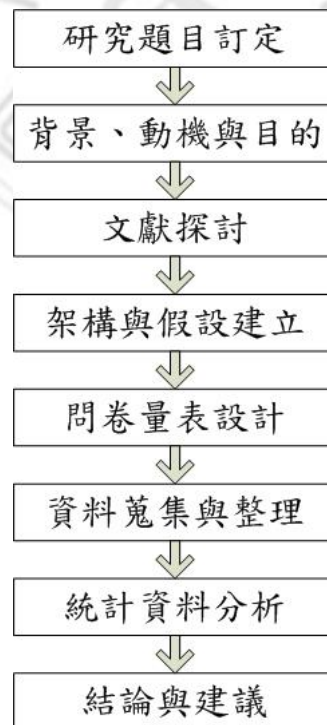 研究題目訂定
背景、動機與目的
文獻探討
架構與假設建立
問卷量表設計
資料蒐集與整理
統計資料分析
結論與建議